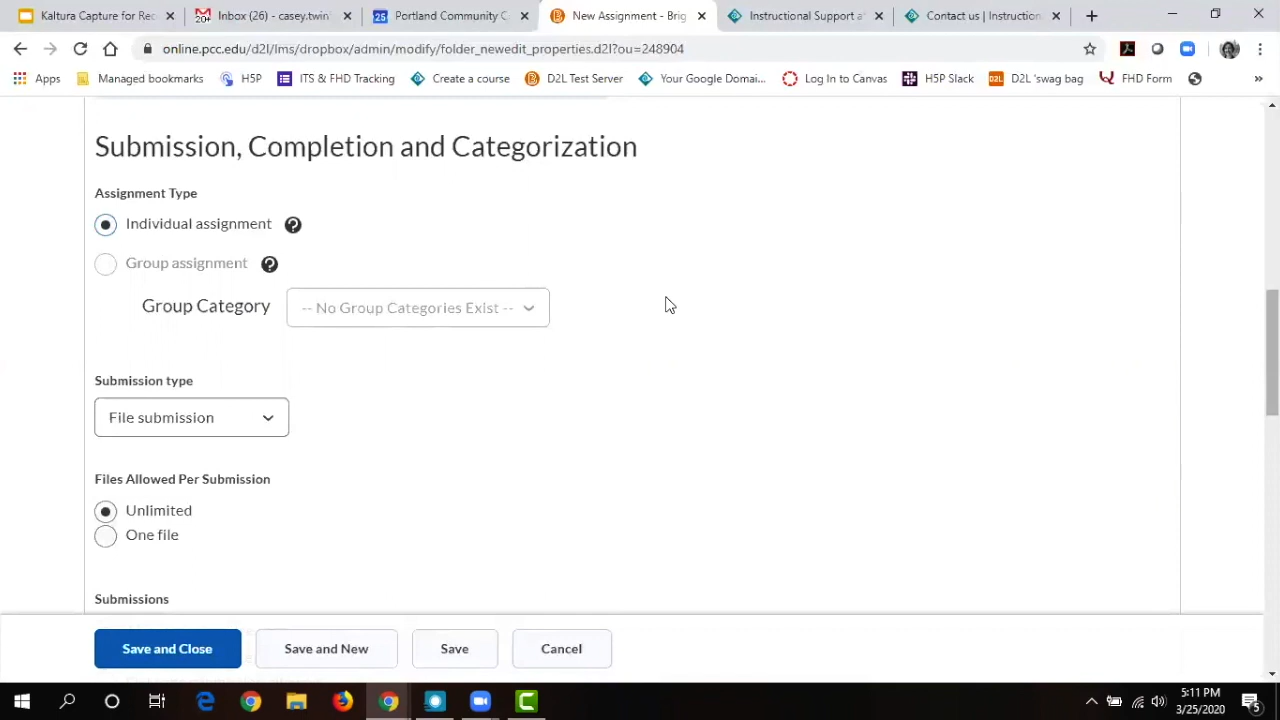 Kaltura Capture for Rec
20+ Inbox (26) - casey.twin
25 Portland Community C
New Assignment - Brig
Instructional Support a
Contact us | Instruction
online.pcc.edu/d2l/lms/dropbox/admin/modify/folder_newedit_properties.d2l?ou=248904
Apps Managed bookmarks H5P ITS & FHD Tracking Create a course D2L Test Server Your Google Domai... Log In to Canvas H5P Slack D2L D2L 'swag bag FHD Form »
Submission, Completion and Categorization
Assignment Type
Individual assignment ?
Group assignment ?
Group Category -- No Group Categories Exist --
Submission type
File submission
Files Allowed Per Submission
Unlimited
One file
Submissions
Save and Close Save and New Save Cancel
5:11 PM
3/25/2020
5